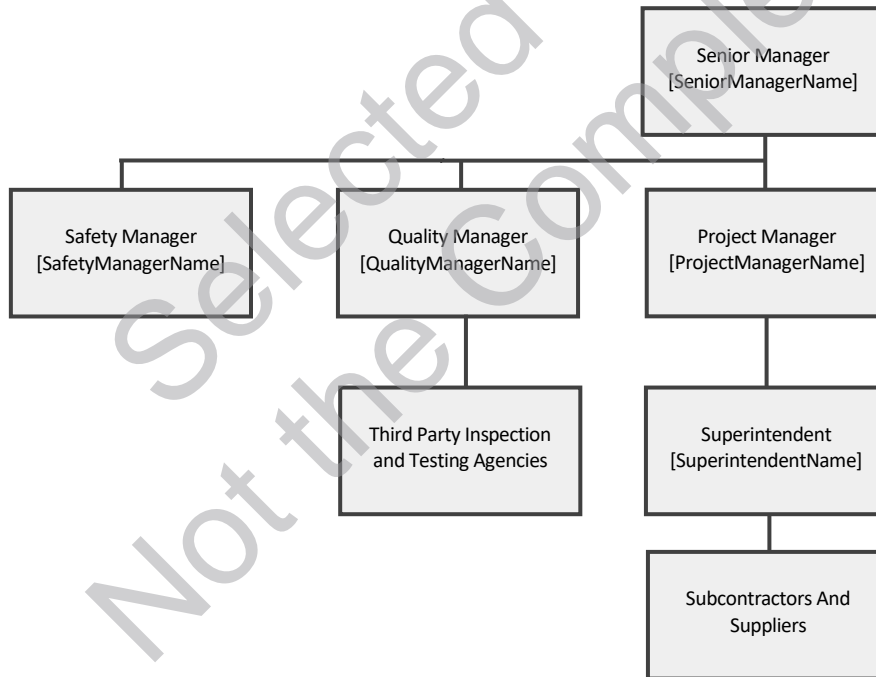 Senior Manager
[SeniorManagerName]
Safety Manager
[SafetyManagerName]
Quality Manager
[QualityManagerName]
Project Manager
[ProjectManagerName]
Third Party Inspection
and Testing Agencies
Superintendent
[SuperintendentName]
Subcontractors And
Suppliers
Selected
Not the Comple